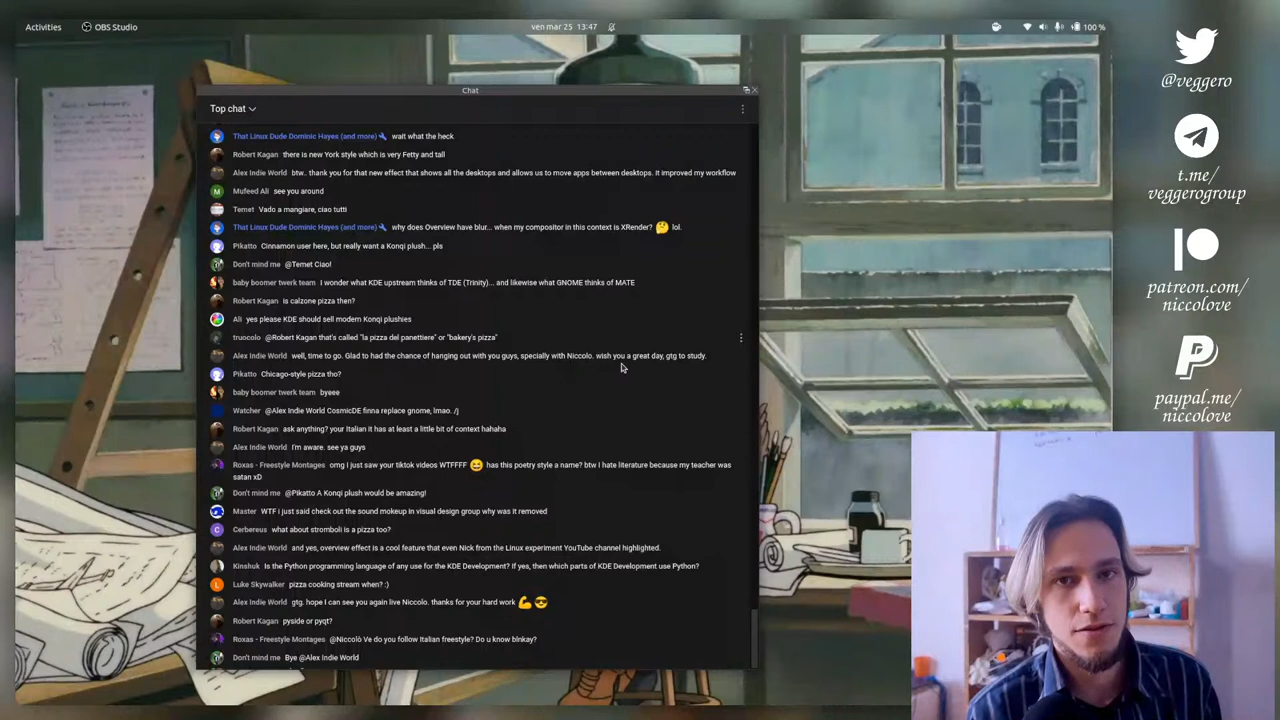 Activities
OBS Studio
ven mar 25 13:47
100 %
Chat
Top chat
That Linux Dude Dominic Hayes (and more) wait what the heck
Robert Kagan there is new York style which is very Fetty and tall
Alex Indie World btw.. thank you for that new effect that shows all the desktops and allows us to move apps between desktops. It improved my workflow
Mufeed Ali see you around
Temet Vado a mangiare, ciao tutti
That Linux Dude Dominic Hayes (and more) why does Overview have blur... when my compositor in this context is XRender? 🤔 lol.
Pikatto Cinnamon user here, but really want a Konqi plush... pls
Don't mind me @Temet Ciao!
baby boomer twerk team I wonder what KDE upstream thinks of TDE (Trinity)... and likewise what GNOME thinks of MATE
Robert Kagan is calzone pizza then?
Ali yes please KDE should sell modern Konqi plushies
truocolo @Robert Kagan that's called "la pizza del panettiere" or "bakery's pizza"
Alex Indie World well, time to go. Glad to had the chance of hanging out with you guys, specially with Niccolo. wish you a great day, gtg to study.
Pikatto Chicago-style pizza tho?
baby boomer twerk team byeee
Watcher @Alex Indie World CosmicDE finna replace gnome, lmao. /j
Robert Kagan ask anything? your Italian it has at least a little bit of context hahaha
Alex Indie World I'm aware. see ya guys
Roxas - Freestyle Montages omg I just saw your tiktok videos WTFFFF 😄 has this poetry style a name? btw I hate literature because my teacher was
satan xD
Don't mind me @Pikatto A Konqi plush would be amazing!
Master WTF i just said check out the sound mokeup in visual design group why was it removed
Cerbereus what about stromboli is a pizza too?
Alex Indie World and yes, overview effect is a cool feature that even Nick from the Linux experiment YouTube channel highlighted.
Kinshuk Is the Python programming language of any use for the KDE Development? If yes, then which parts of KDE Development use Python?
Luke Skywalker pizza cooking stream when? :)
Alex Indie World gtg. hope I can see you again live Niccolo. thanks for your hard work 💪 😎
Robert Kagan pyside or pyqt?
Roxas - Freestyle Montages @Niccolò Ve do you follow Italian freestyle? Do u know blnkay?
Don't mind me Bye @Alex Indie World
@veggero
t.me/
veggerogroup
patreon.com/
niccolove
paypal.me/
niccolove